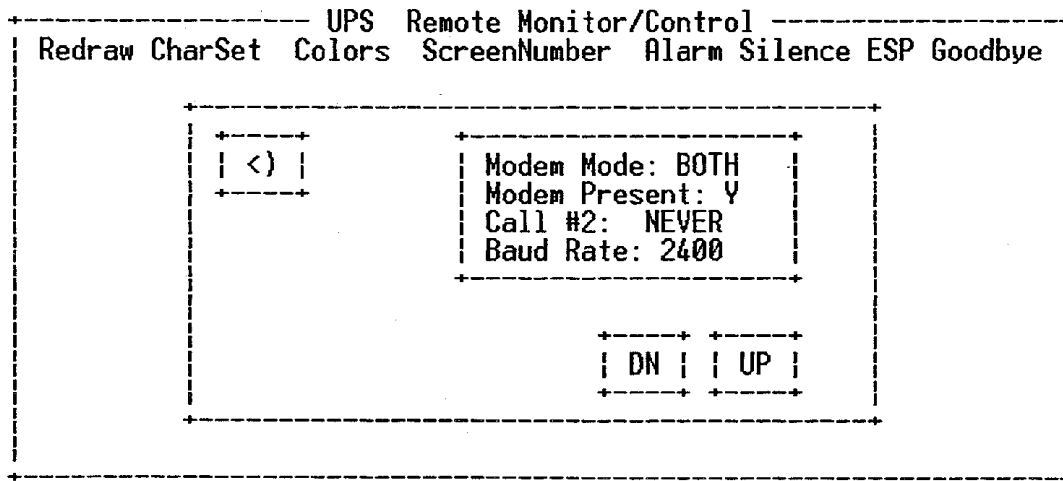 UPS Remote Monitor/Control
Redraw CharSet Colors ScreenNumber Alarm Silence ESP Goodbye
<)
Modem Mode: BOTH
Modem Present: Y
Call #2: NEVER
Baud Rate: 2400
DN UP